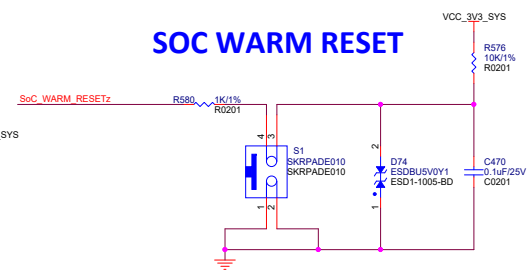 VCC_3V3_SYS
SOC WARM RESET
R576
10K/1%
R0201
SoC_WARM_RESETz
R580
1K/1%
R0201
_SYS
4
3
S1
SKRPADE010
SKRPADE010
1
2
2
D74
ESDBU5V0Y1
ESD1-1005-BD
1
C470
0.1uF/25V
C0201